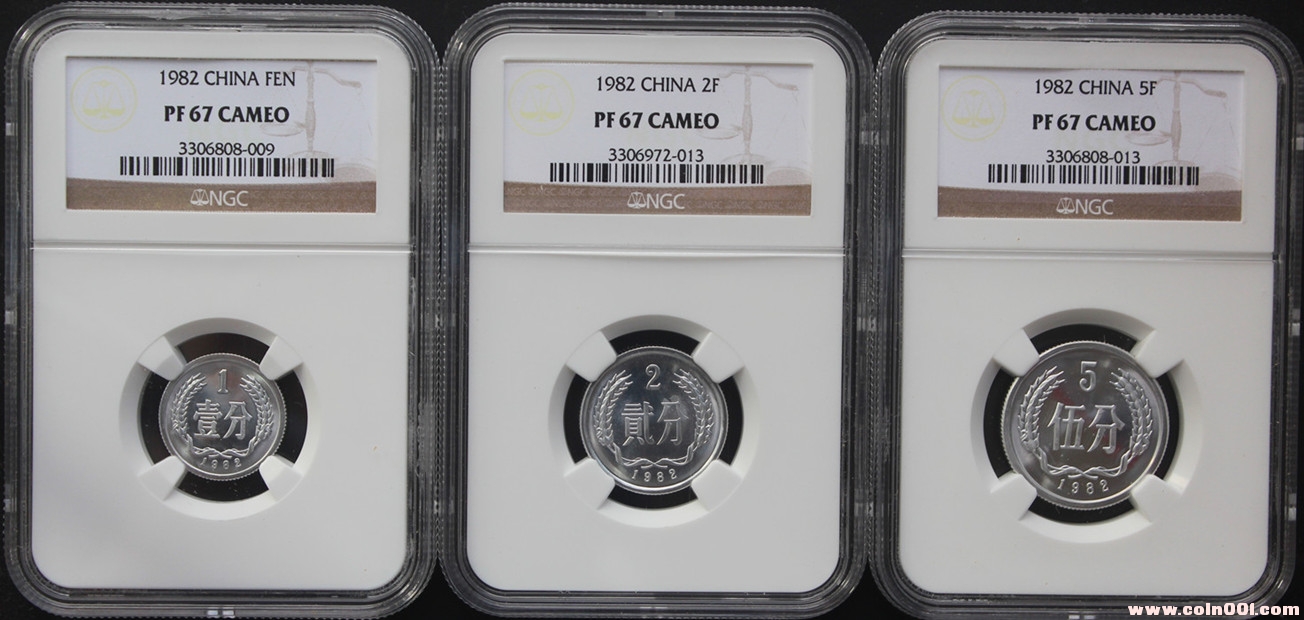 1982 CHINA FEN
PF 67 CAMEO
3306808-009
NGC
1
壹分
1982
1982 CHINA 2F
PF 67 CAMEO
3306972-013
NGC
2
貳分
1982
1982 CHINA 5F
PF 67 CAMEO
3306808-013
NGC
5
伍分
1982
www.coin001.com